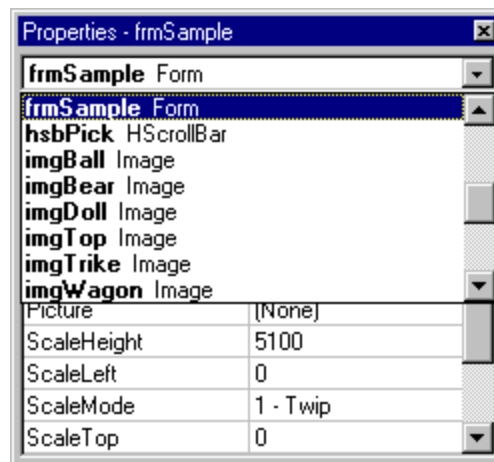 Properties - frmSample
frmSample Form
frmSample Form
hsbPick HScrollBar
imgBall Image
imgBear Image
imgDoll Image
imgTop Image
imgTrike Image
imgWagon Image
Picture (None)
ScaleHeight 5100
ScaleLeft 0
ScaleMode 1 - Twip
ScaleTop 0